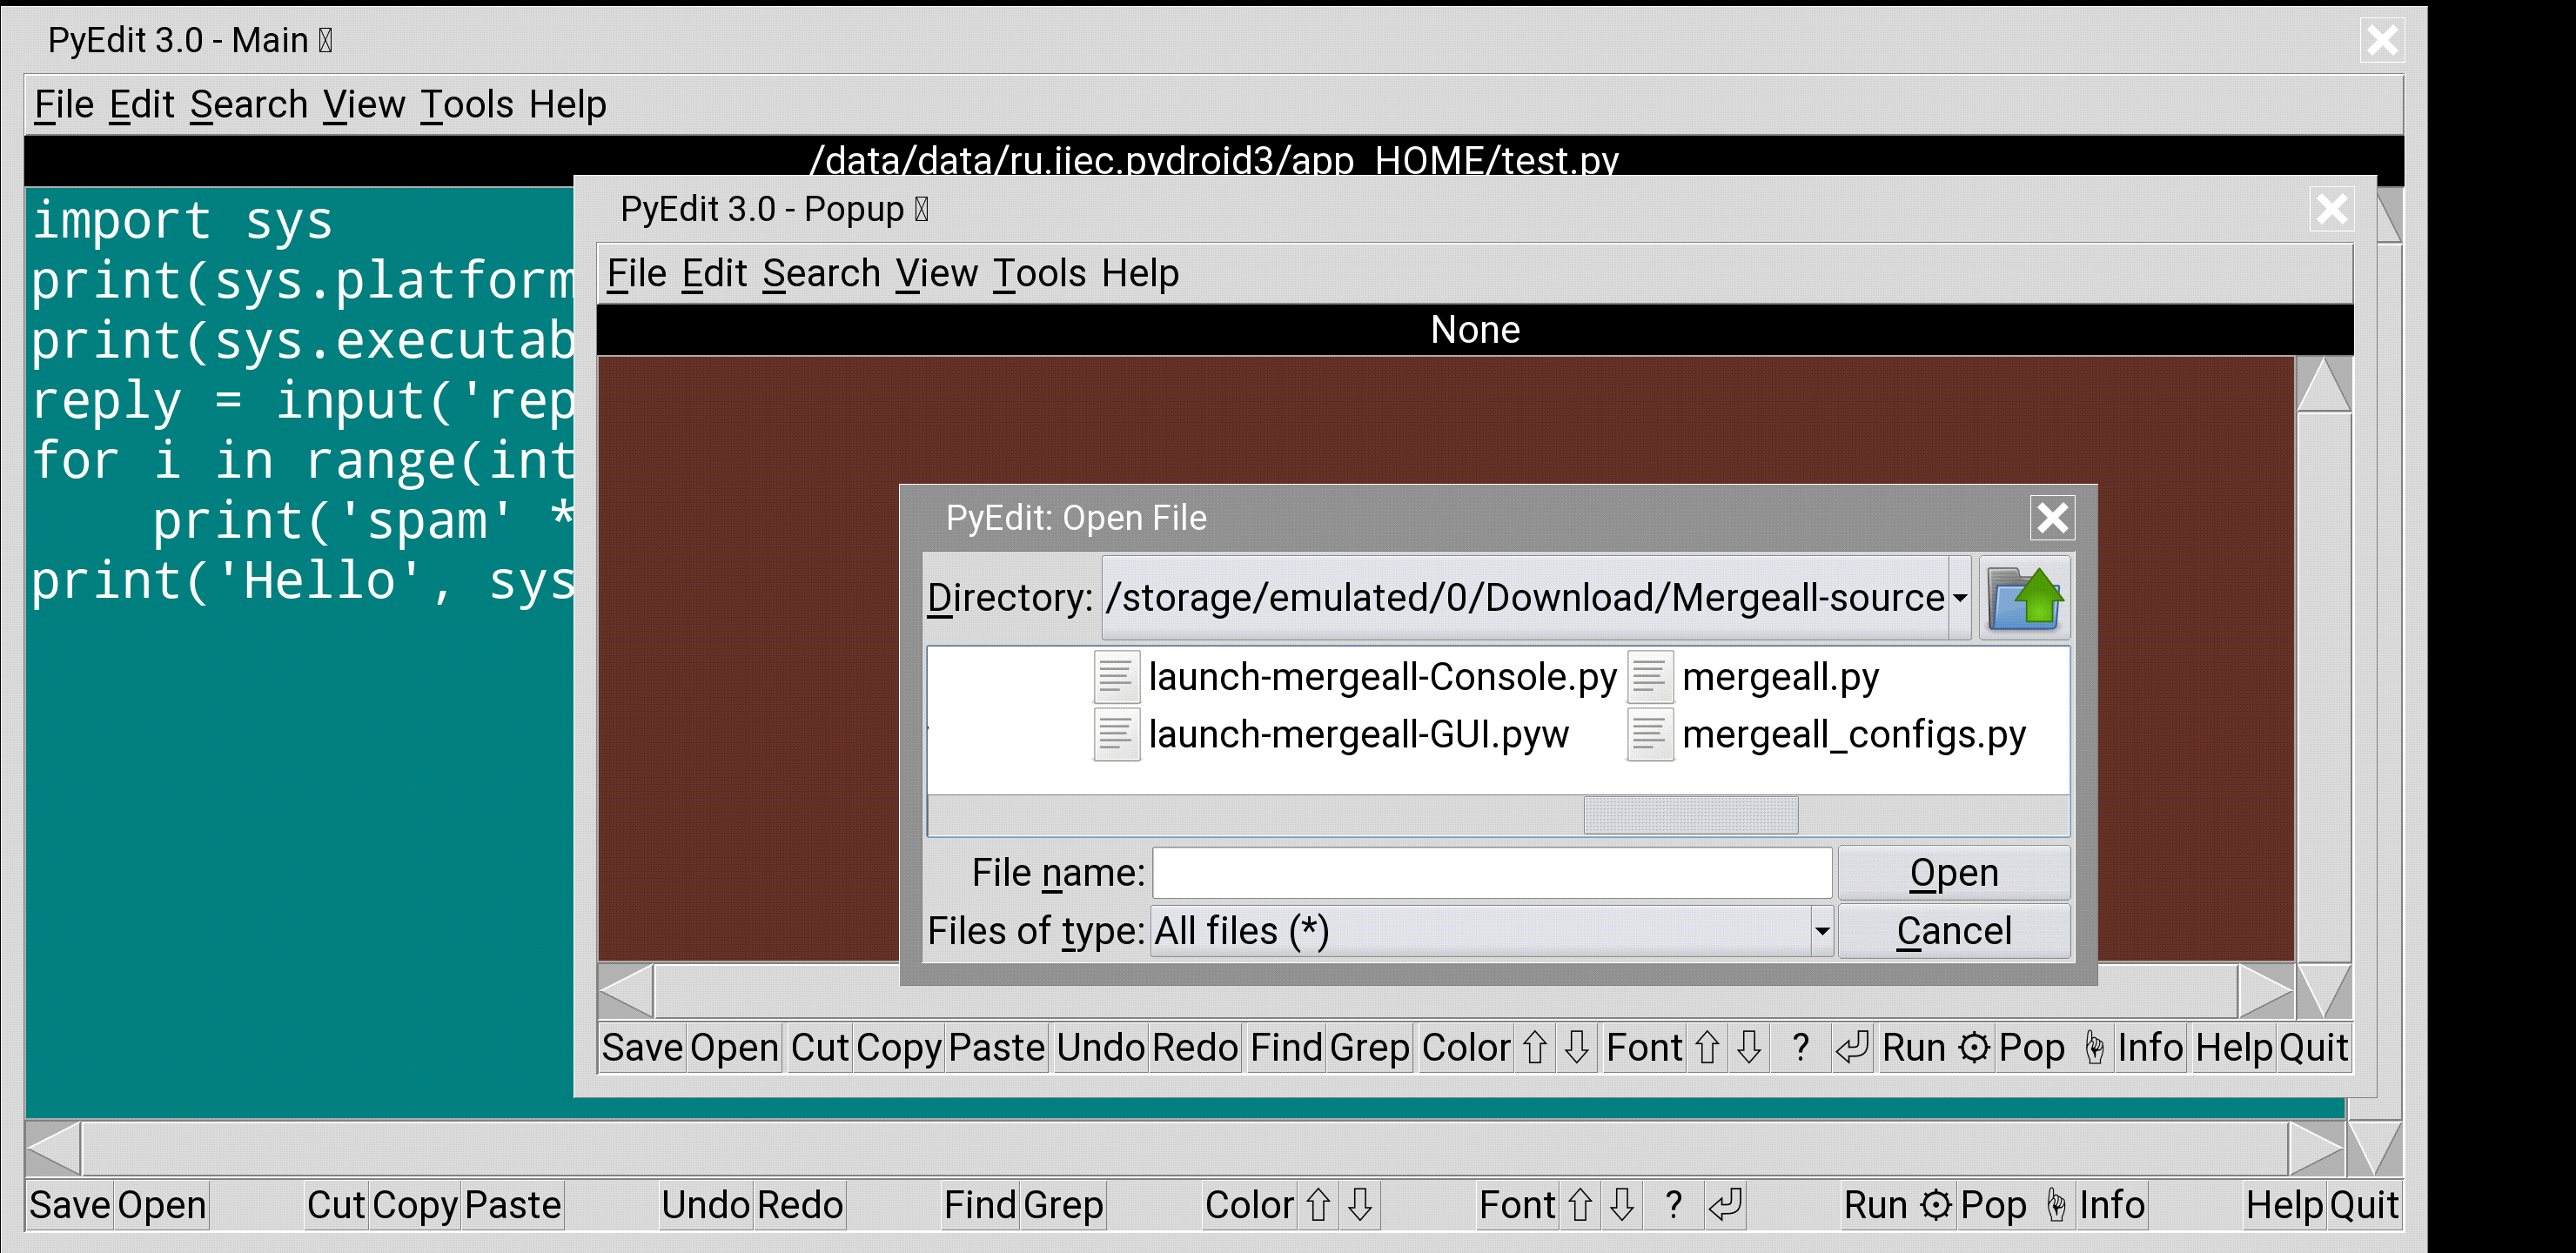 PyEdit 3.0 - Main
File Edit Search View Tools Help
/data/data/ru.iiec.pydroid3/app_HOME/test.py
import sys
print(sys.platform
print(sys.executab
reply = input('rep
for i in range(int
    print('spam' *
print('Hello', sys
PyEdit 3.0 - Popup
File Edit Search View Tools Help
None
PyEdit: Open File
Directory: /storage/emulated/0/Download/Mergeall-source
launch-mergeall-Console.py mergeall.py
launch-mergeall-GUI.pyw mergeall_configs.py
File name: Open
Files of type: All files (*) Cancel
Save Open Cut Copy Paste Undo Redo Find Grep Color ⇧ ⇩ Font ⇧ ⇩ ? Run Pop Info Help Quit
Save Open Cut Copy Paste Undo Redo Find Grep Color ⇧ ⇩ Font ⇧ ⇩ ? Run Pop Info Help Quit